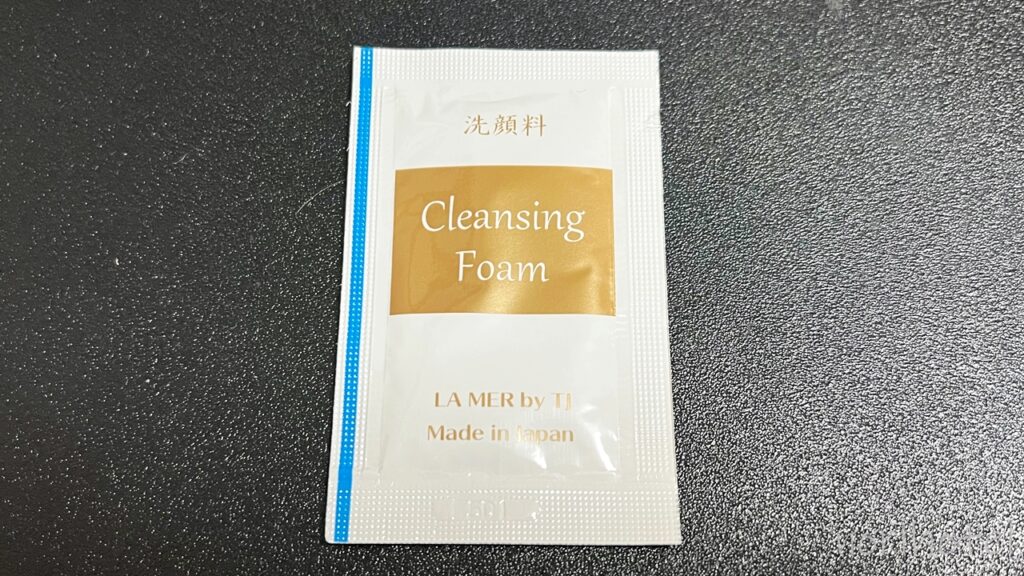 洗顔料
Cleansing
Foam
LA MER by TJ
Made in Japan